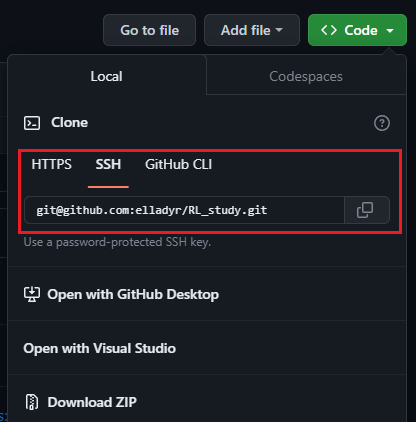 Go to file Add file <> Code
Local Codespaces
Clone
HTTPS SSH GitHub CLI
git@github.com:elladyr/RL_study.git
Use a password-protected SSH key.
Open with GitHub Desktop
Open with Visual Studio
Download ZIP